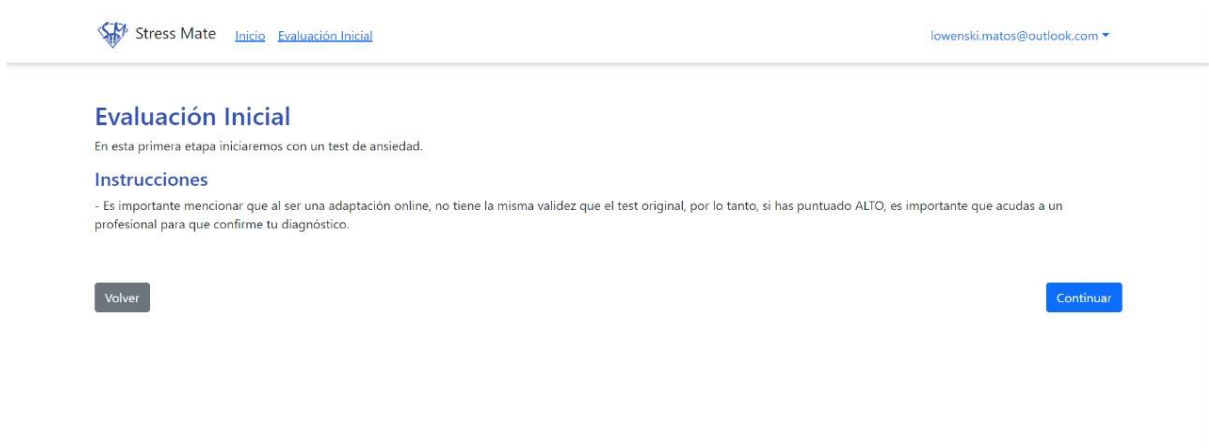 Stress Mate Inicio Evaluación Inicial lowenski.matos@outlook.com
Evaluación Inicial
En esta primera etapa iniciaremos con un test de ansiedad.
Instrucciones
- Es importante mencionar que al ser una adaptación online, no tiene la misma validez que el test original, por lo tanto, si has puntuado ALTO, es importante que acudas a un
profesional para que confirme tu diagnóstico.
Volver Continuar